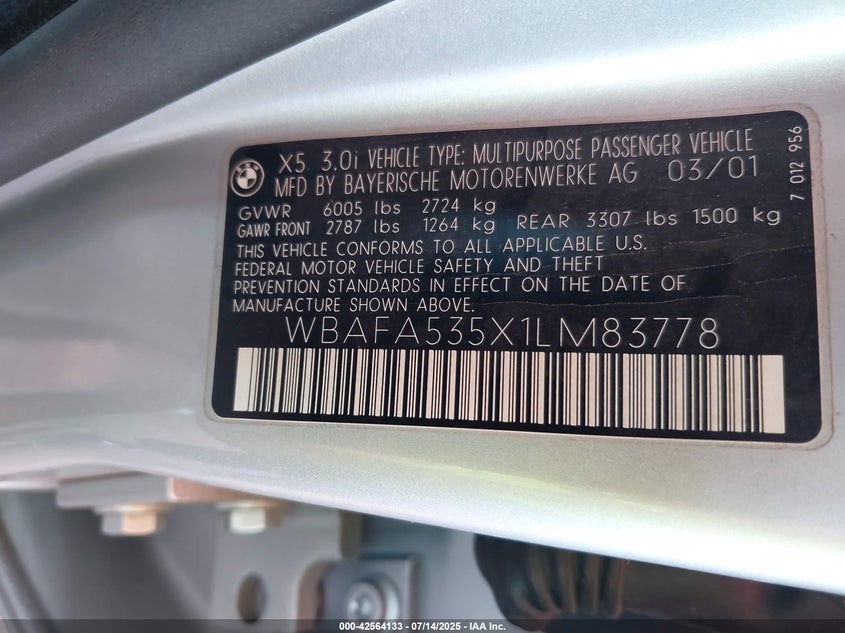 X5 3.0i VEHICLE TYPE: MULTIPURPOSE PASSENGER VEHICLE
MFD BY BAYERISCHE MOTORENWERKE AG 03/01
GVWR 6005 lbs 2724 kg
GAWR FRONT 2787 lbs 1264 kg REAR 3307 lbs 1500 kg
THIS VEHICLE CONFORMS TO ALL APPLICABLE U.S.
FEDERAL MOTOR VEHICLE SAFETY AND THEFT
PREVENTION STANDARDS IN EFFECT ON THE DATE OF
MANUFACTURE SHOWN ABOVE.
WBAFA535X1LM83778
7 012 956
000-42564133 - 07/14/2025 - IAA Inc.